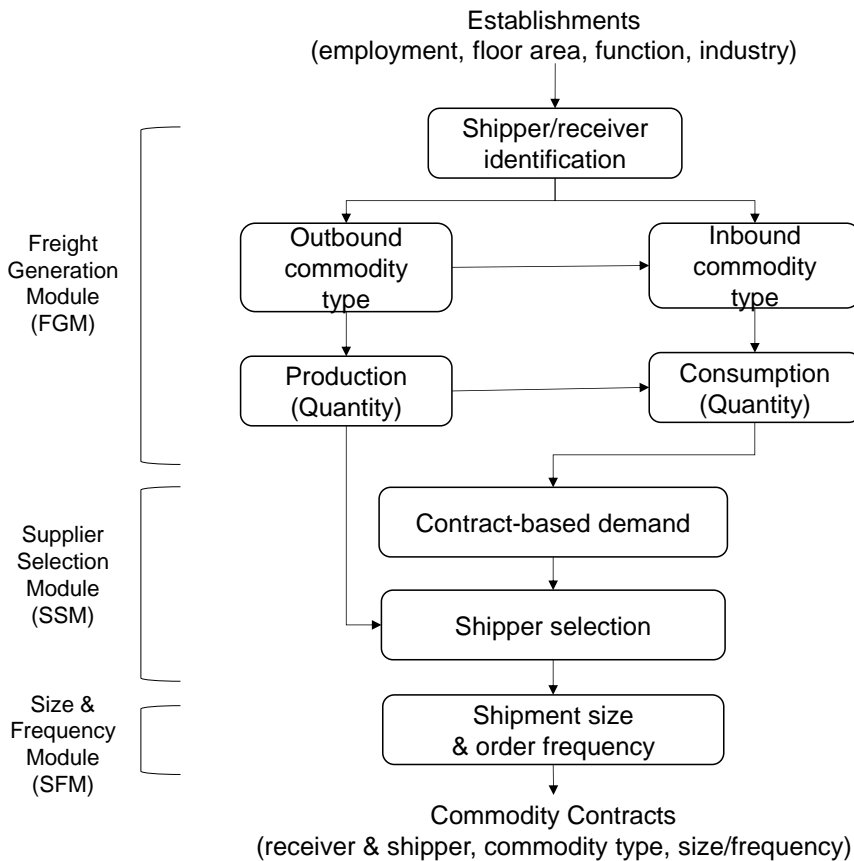 Establishments
(employment, floor area, function, industry)
Shipper/receiver
identification
Freight
Generation
Module
(FGM)
Outbound
commodity
type
Inbound
commodity
type
Production
(Quantity)
Consumption
(Quantity)
Supplier
Selection
Module
(SSM)
Contract-based demand
Shipper selection
Size &
Frequency
Module
(SFM)
Shipment size
& order frequency
Commodity Contracts
(receiver & shipper, commodity type, size/frequency)